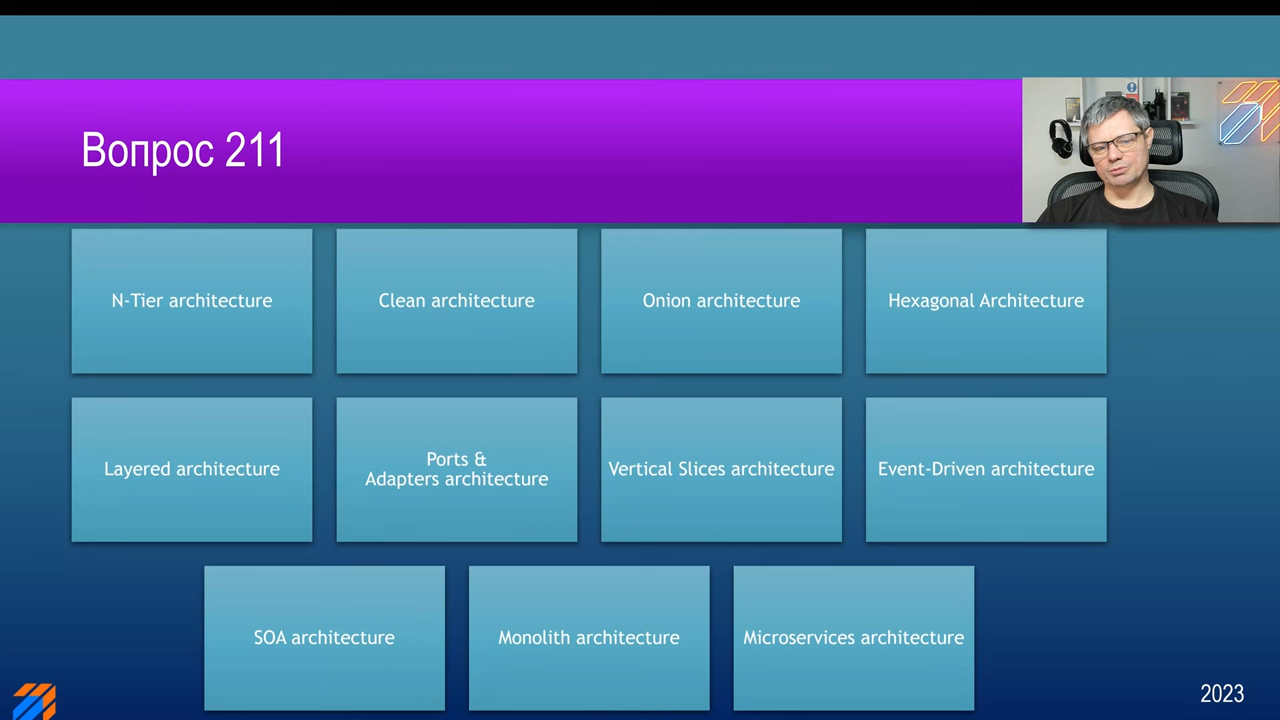 Вопрос 211
N-Tier architecture
Clean architecture
Onion architecture
Hexagonal Architecture
Layered architecture
Ports &
Adapters architecture
Vertical Slices architecture
Event-Driven architecture
SOA architecture
Monolith architecture
Microservices architecture
2023